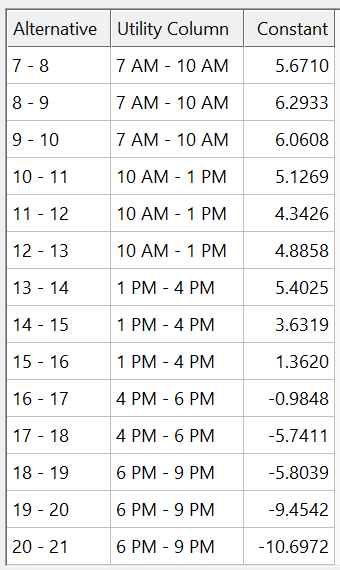 Alternative Utility Column Constant
7 - 8 7 AM - 10 AM 5.6710
8 - 9 7 AM - 10 AM 6.2933
9 - 10 7 AM - 10 AM 6.0608
10 - 11 10 AM - 1 PM 5.1269
11 - 12 10 AM - 1 PM 4.3426
12 - 13 10 AM - 1 PM 4.8858
13 - 14 1 PM - 4 PM 5.4025
14 - 15 1 PM - 4 PM 3.6319
15 - 16 1 PM - 4 PM 1.3620
16 - 17 4 PM - 6 PM -0.9848
17 - 18 4 PM - 6 PM -5.7411
18 - 19 6 PM - 9 PM -5.8039
19 - 20 6 PM - 9 PM -9.4542
20 - 21 6 PM - 9 PM -10.6972